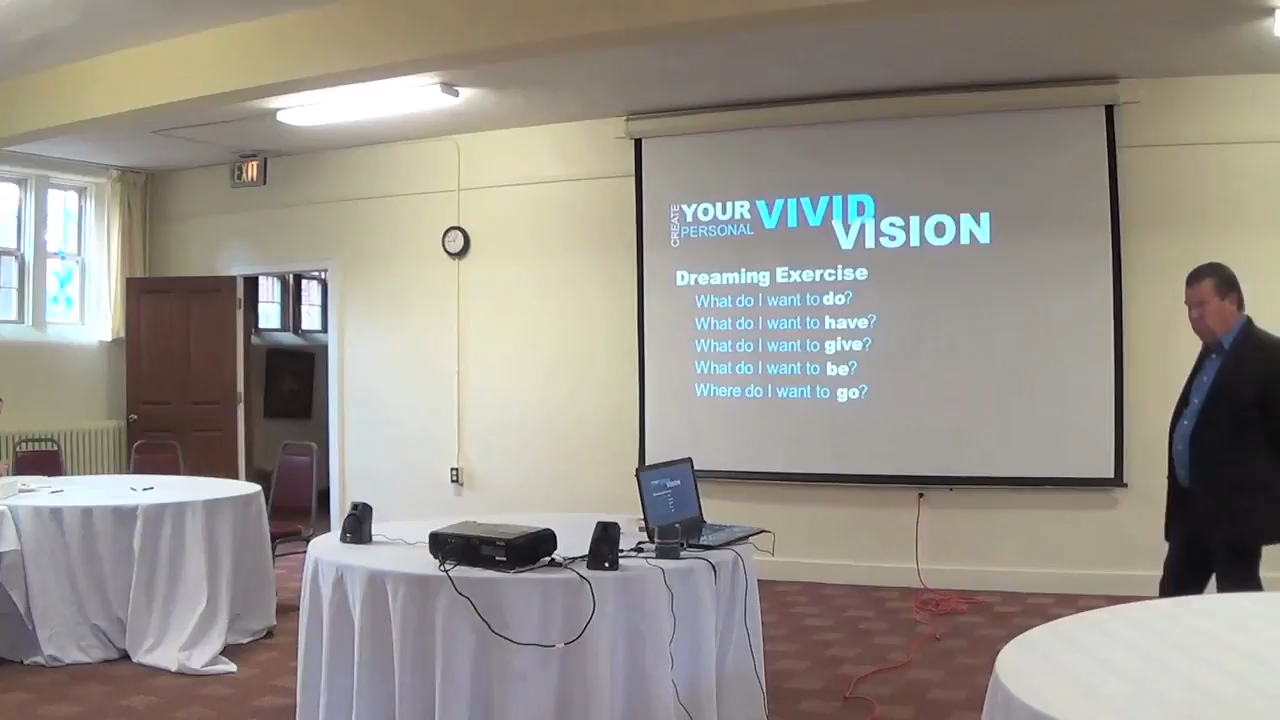 EXIT
CREATE
YOUR VIVID
PERSONAL VISION
Dreaming Exercise
What do I want to do?
What do I want to have?
What do I want to give?
What do I want to be?
Where do I want to go?
VISION